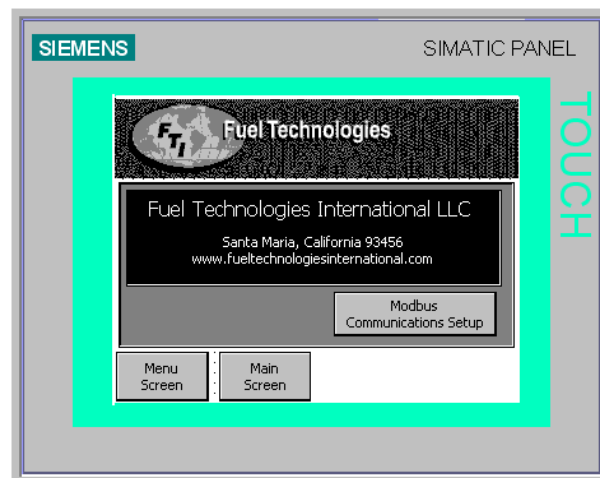 SIEMENS
SIMATIC PANEL
TOUCH
FTI
Fuel Technologies
Fuel Technologies International LLC
Santa Maria, California 93456
www.fueltechnologiesinternational.com
Modbus
Communications Setup
Menu
Screen
Main
Screen